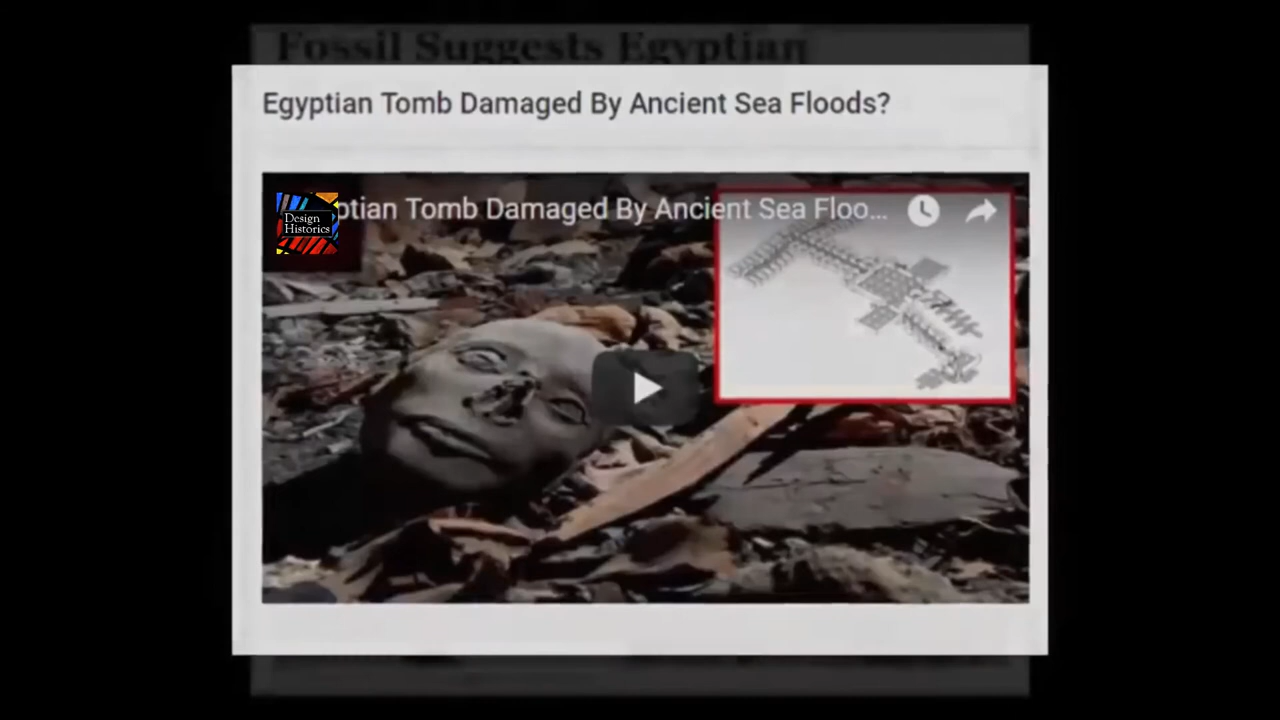 Fossil Suggests Egyptian
Egyptian Tomb Damaged By Ancient Sea Floods?
ptian Tomb Damaged By Ancient Sea Floo...
Design
Historics